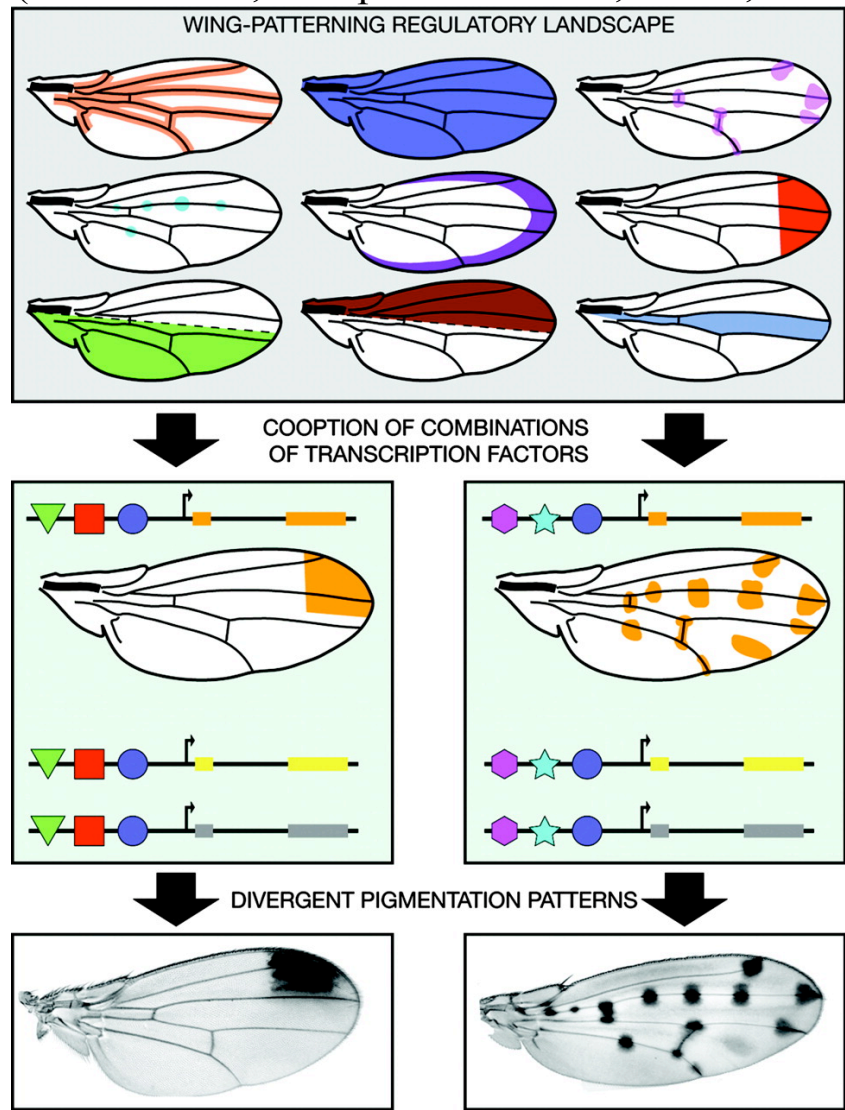 WING-PATTERNING REGULATORY LANDSCAPE
COOPTION OF COMBINATIONS
OF TRANSCRIPTION FACTORS
DIVERGENT PIGMENTATION PATTERNS